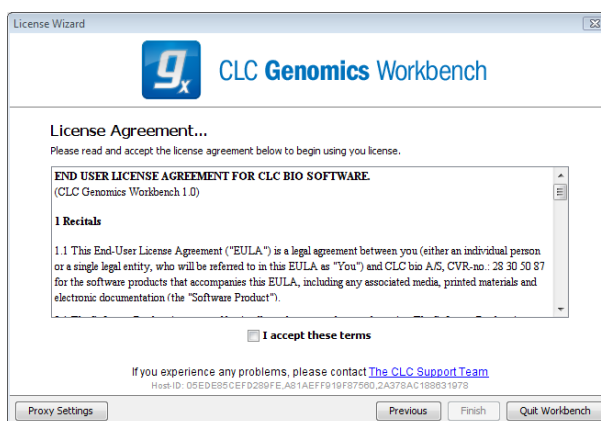 License Wizard
gx
CLC Genomics Workbench
License Agreement...
Please read and accept the license agreement below to begin using you license.
END USER LICENSE AGREEMENT FOR CLC BIO SOFTWARE.
(CLC Genomics Workbench 1.0)
1 Recitals
1.1 This End-User License Agreement ("EULA") is a legal agreement between you (either an individual person
or a single legal entity, who will be referred to in this EULA as "You") and CLC bio A/S, CVR-no.: 28 30 50 87
for the software products that accompanies this EULA, including any associated media, printed materials and
electronic documentation (the "Software Product").
I accept these terms
If you experience any problems, please contact The CLC Support Team
Host-ID: D5EDE85CEFD289FE,A81AEFF919F87560,2A378AC188631978
Proxy Settings
Previous
Finish
Quit Workbench